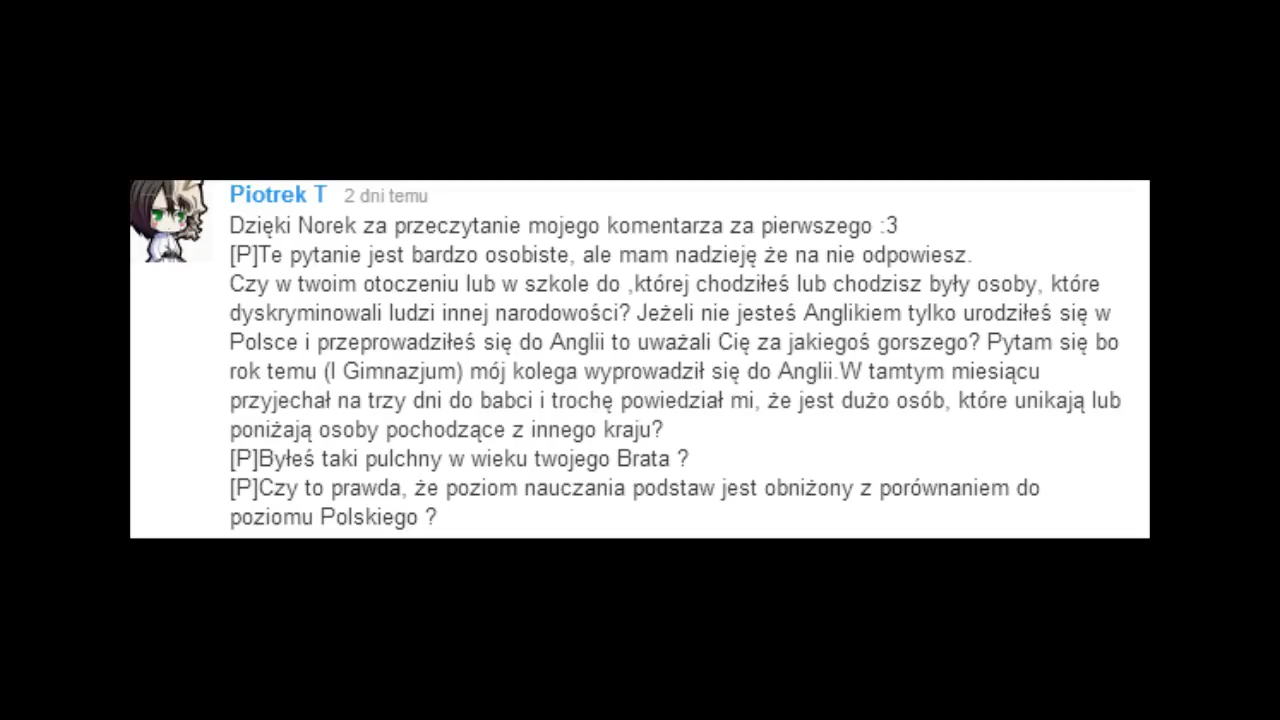 Piotrek T 2 dni temu
Dzięki Norek za przeczytanie mojego komentarza za pierwszego :3
[P]Te pytanie jest bardzo osobiste, ale mam nadzieję że na nie odpowiesz.
Czy w twoim otoczeniu lub w szkole do ,której chodziłeś lub chodzisz były osoby, które
dyskryminowali ludzi innej narodowości? Jeżeli nie jesteś Anglikiem tylko urodziłeś się w
Polsce i przeprowadziłeś się do Anglii to uważali Cię za jakiegoś gorszego? Pytam się bo
rok temu (I Gimnazjum) mój kolega wyprowadził się do Anglii.W tamtym miesiącu
przyjechał na trzy dni do babci i trochę powiedział mi, że jest dużo osób, które unikają lub
poniżają osoby pochodzące z innego kraju?
[P]Byłeś taki pulchny w wieku twojego Brata ?
[P]Czy to prawda, że poziom nauczania podstaw jest obniżony z porównaniem do
poziomu Polskiego ?